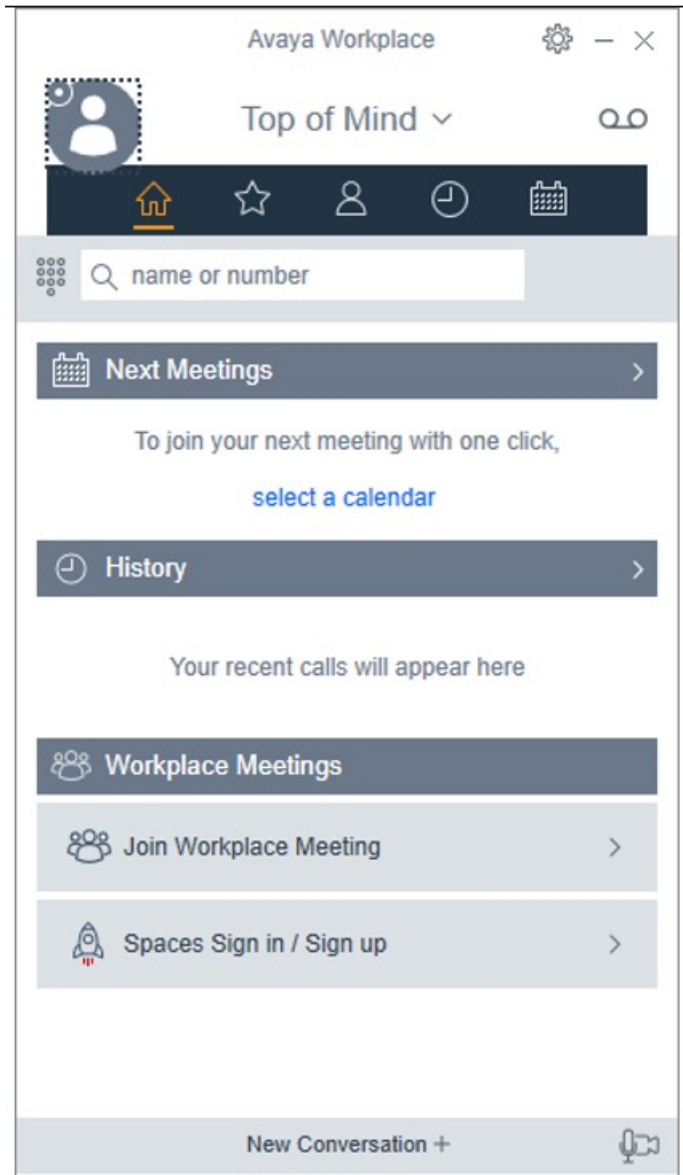 Avaya Workplace
Top of Mind
name or number
Next Meetings
To join your next meeting with one click,
select a calendar
History
Your recent calls will appear here
Workplace Meetings
Join Workplace Meeting
Spaces Sign in / Sign up
New Conversation +